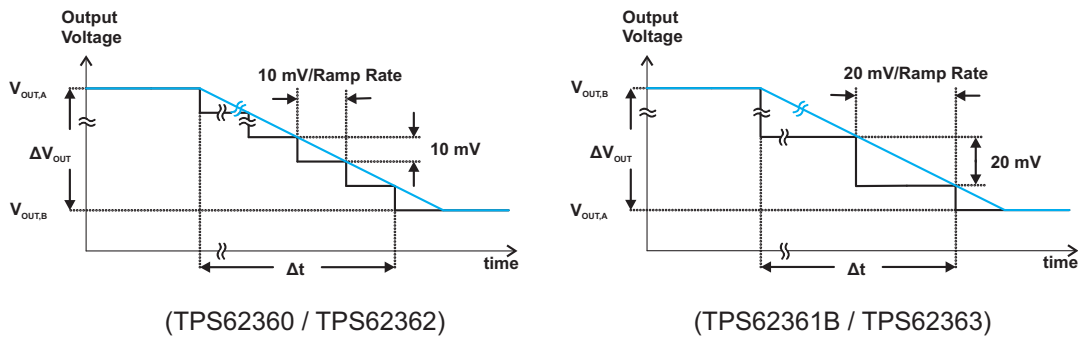 Output
Voltage
10 mV/Ramp Rate
V_OUT,A
10 mV
ΔV_OUT
V_OUT,B
time
Δt
(TPS62360 / TPS62362)
Output
Voltage
20 mV/Ramp Rate
V_OUT,B
20 mV
ΔV_OUT
V_OUT,A
time
Δt
(TPS62361B / TPS62363)